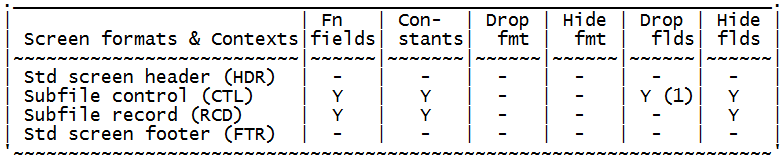 .______________________________________________________________.
|                         | Fn   | Con-  | Drop | Hide | Drop | Hide |
| Screen formats & Contexts|fields| stants| fmt | fmt | flds | flds |
|~~~~~~~~~~~~~~~~~~~~~~~~~~|~~~~~~|~~~~~~|~~~~~~|~~~~~~|~~~~~~|~~~~~~|
| Std screen header (HDR) | - | - | - | - | - | - |
| Subfile control (CTL) | Y | Y | - | - | Y (1)| Y |
| Subfile record (RCD) | Y | Y | - | - | - | Y |
| Std screen footer (FTR) | - | - | - | - | - | - |
'~~~~~~~~~~~~~~~~~~~~~~~~~~~~~~~~~~~~~~~~~~~~~~~~~~~~~~~~~~~~~~'